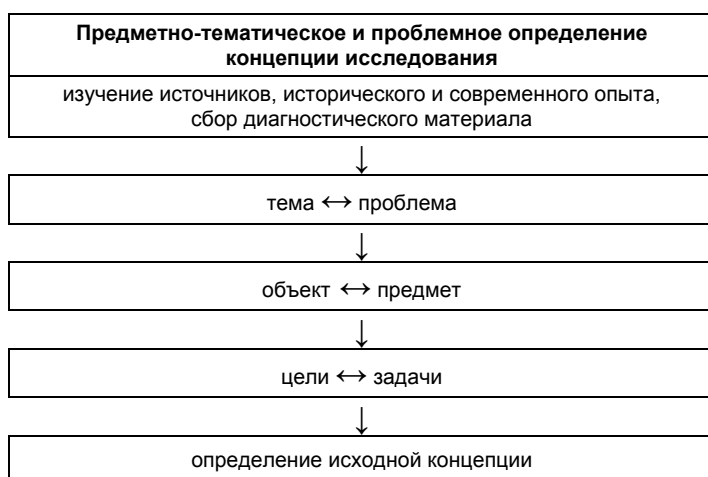 Предметно-тематическое и проблемное определение
концепции исследования
изучение источников, исторического и современного опыта,
сбор диагностического материала
↓
тема ↔ проблема
↓
объект ↔ предмет
↓
цели ↔ задачи
↓
определение исходной концепции